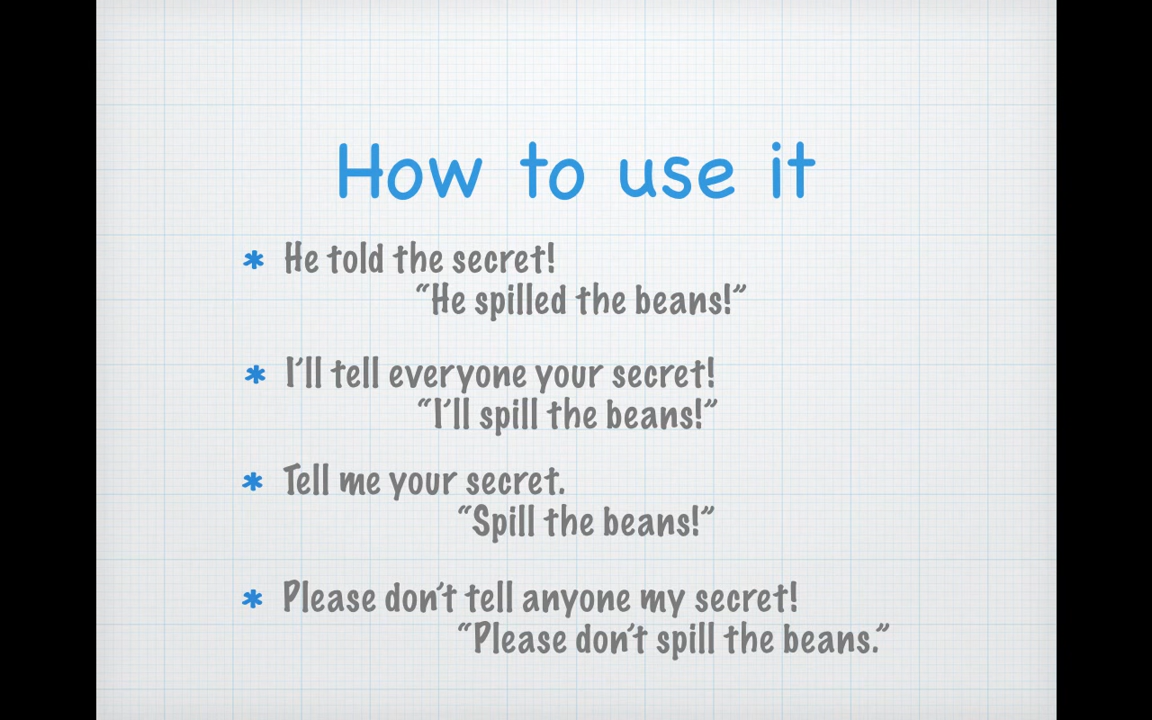 How to use it
* He told the secret!
“He spilled the beans!”
* I’ll tell everyone your secret!
“I’ll spill the beans!”
* Tell me your secret.
“Spill the beans!”
* Please don’t tell anyone my secret!
“Please don’t spill the beans.”